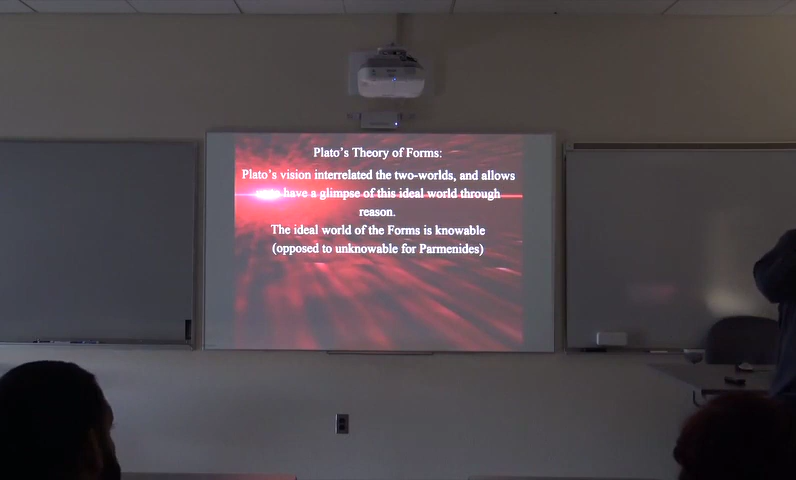 Plato's Theory of Forms:
Plato's vision interrelated the two-worlds, and allows
have a glimpse of this ideal world through
reason.
The ideal world of the Forms is knowable
(opposed to unknowable for Parmenides)